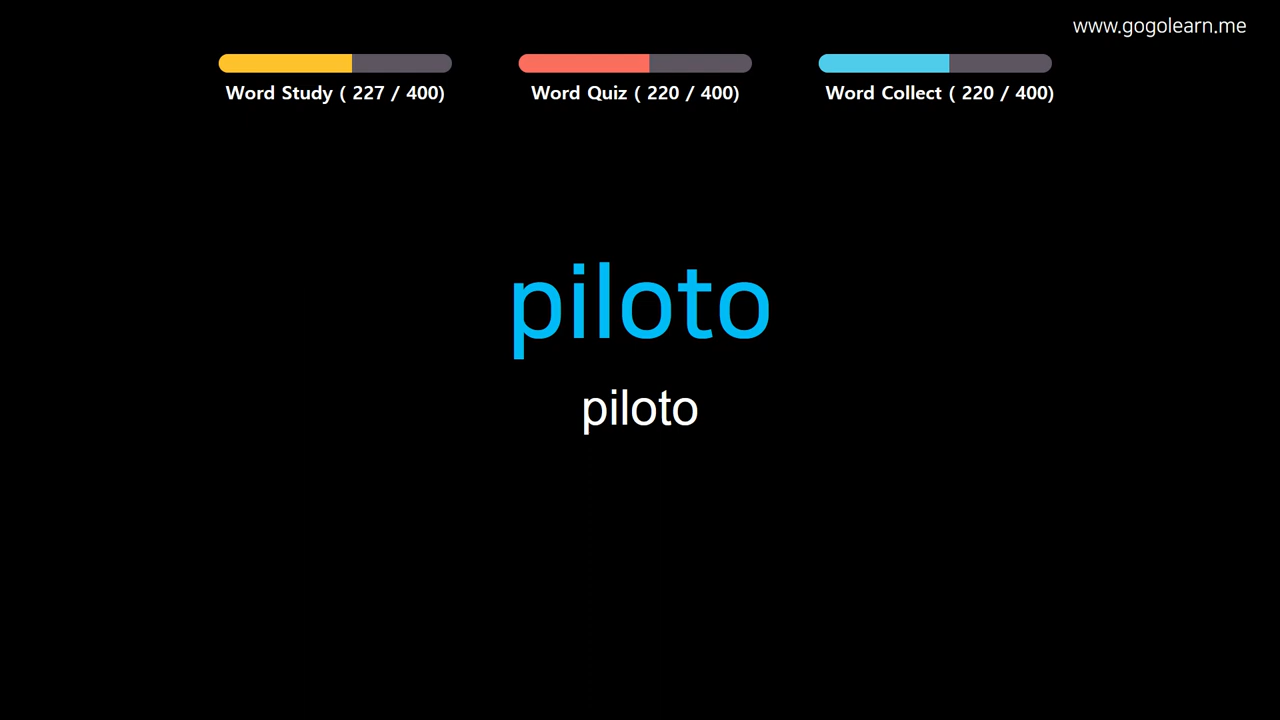 www.gogolearn.me
Word Study ( 227 / 400)
Word Quiz ( 220 / 400)
Word Collect ( 220 / 400)
piloto
piloto